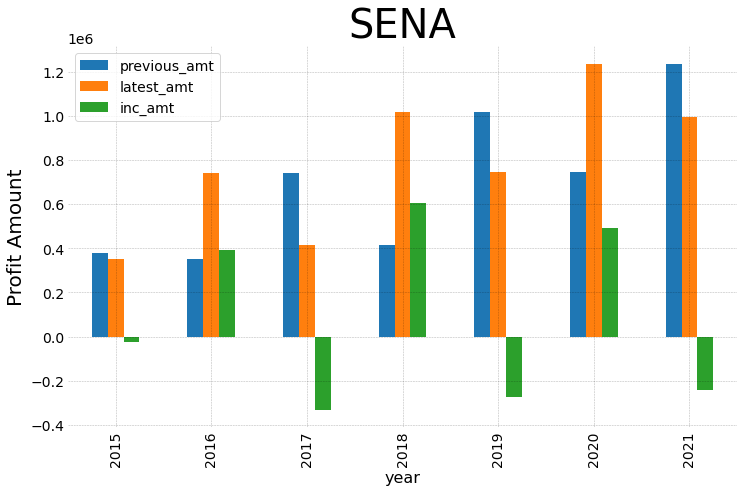 SENA
1e6
previous_amt
latest_amt
inc_amt
1.2
1.0
0.8
0.6
0.4
0.2
0.0
−0.2
−0.4
Profit Amount
2015 2016 2017 2018 2019 2020 2021
year